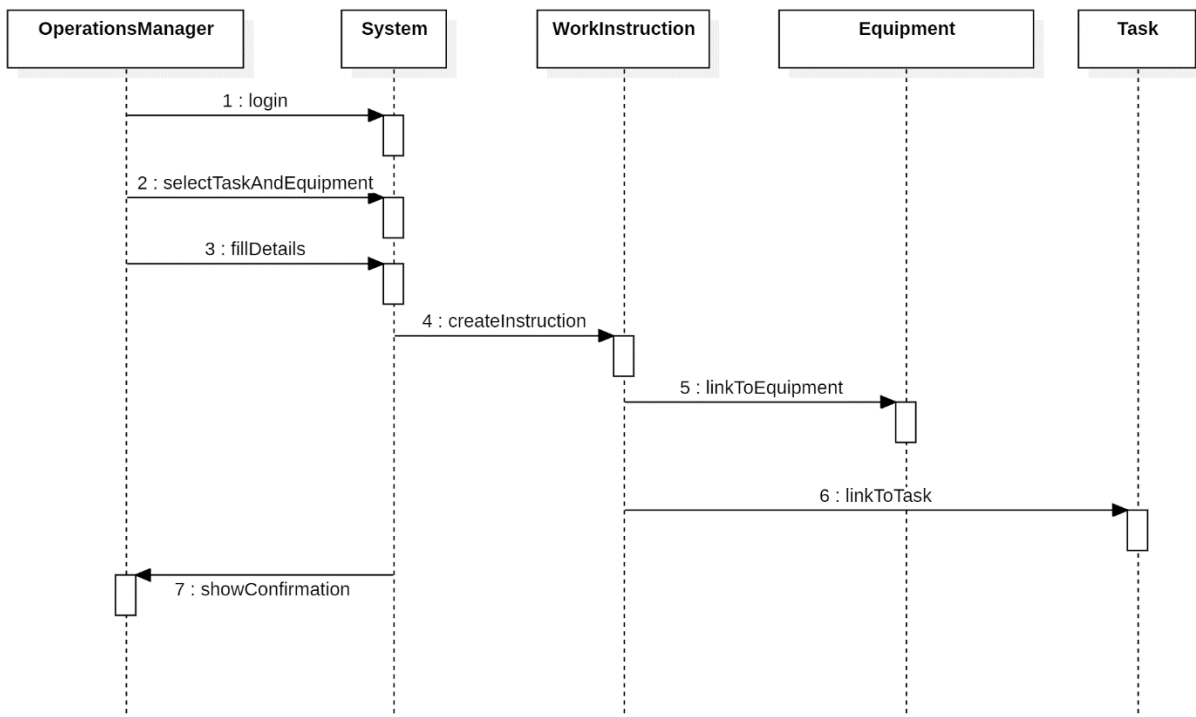 OperationsManager
System
WorkInstruction
Equipment
Task
1 : login
2 : selectTaskAndEquipment
3 : fillDetails
4 : createInstruction
5 : linkToEquipment
6 : linkToTask
7 : showConfirmation